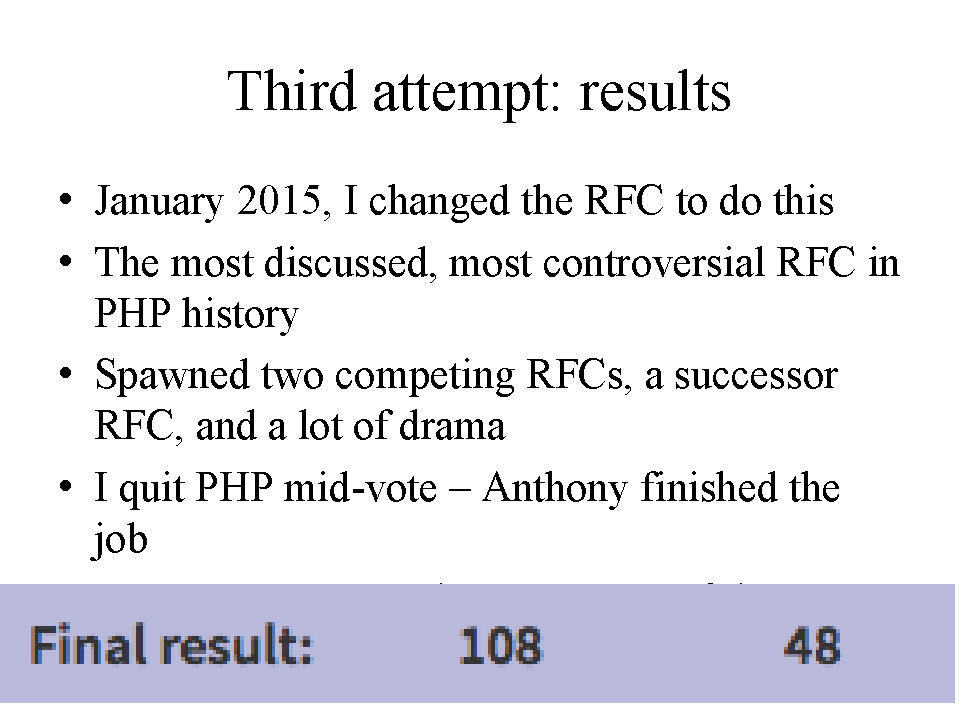 Third attempt: results
• January 2015, I changed the RFC to do this
• The most discussed, most controversial RFC in
PHP history
• Spawned two competing RFCs, a successor
RFC, and a lot of drama
• I quit PHP mid-vote – Anthony finished the
job
Final result: 108 48